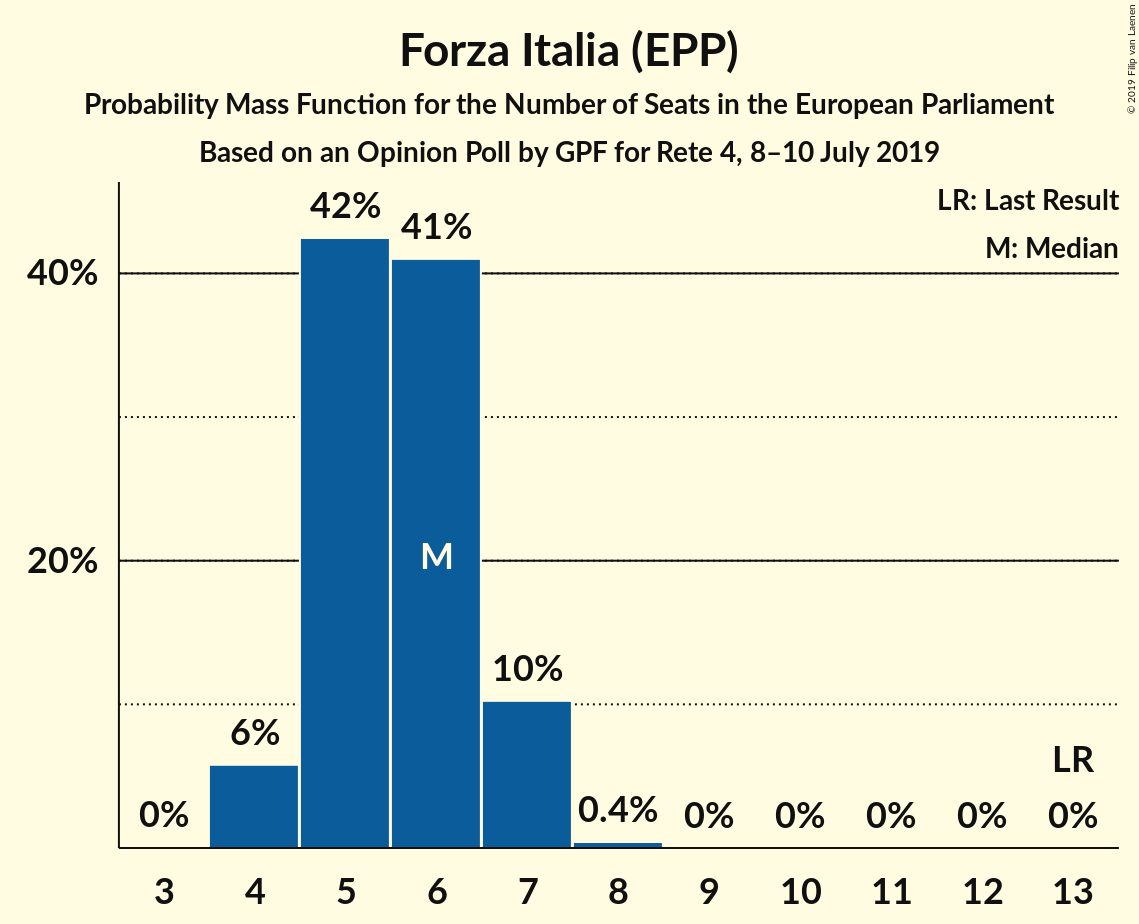 Forza Italia (EPP)
Probability Mass Function for the Number of Seats in the European Parliament
Based on an Opinion Poll by GPF for Rete 4, 8–10 July 2019
© 2019 Filip van Laenen
LR: Last Result
M: Median
42%
41%
40%
M
20%
10%
6%
LR
0%
0.4%
0%
0%
0%
0%
0%
3 4 5 6 7 8 9 10 11 12 13